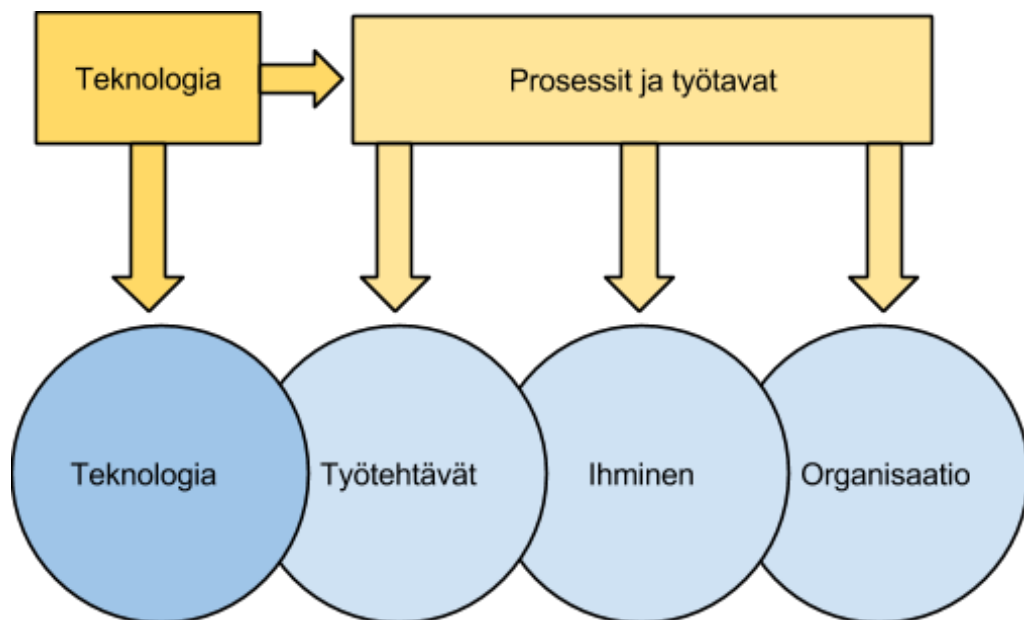 Teknologia
Prosessit ja työtavat
Teknologia
Työtehtävät
Ihminen
Organisaatio